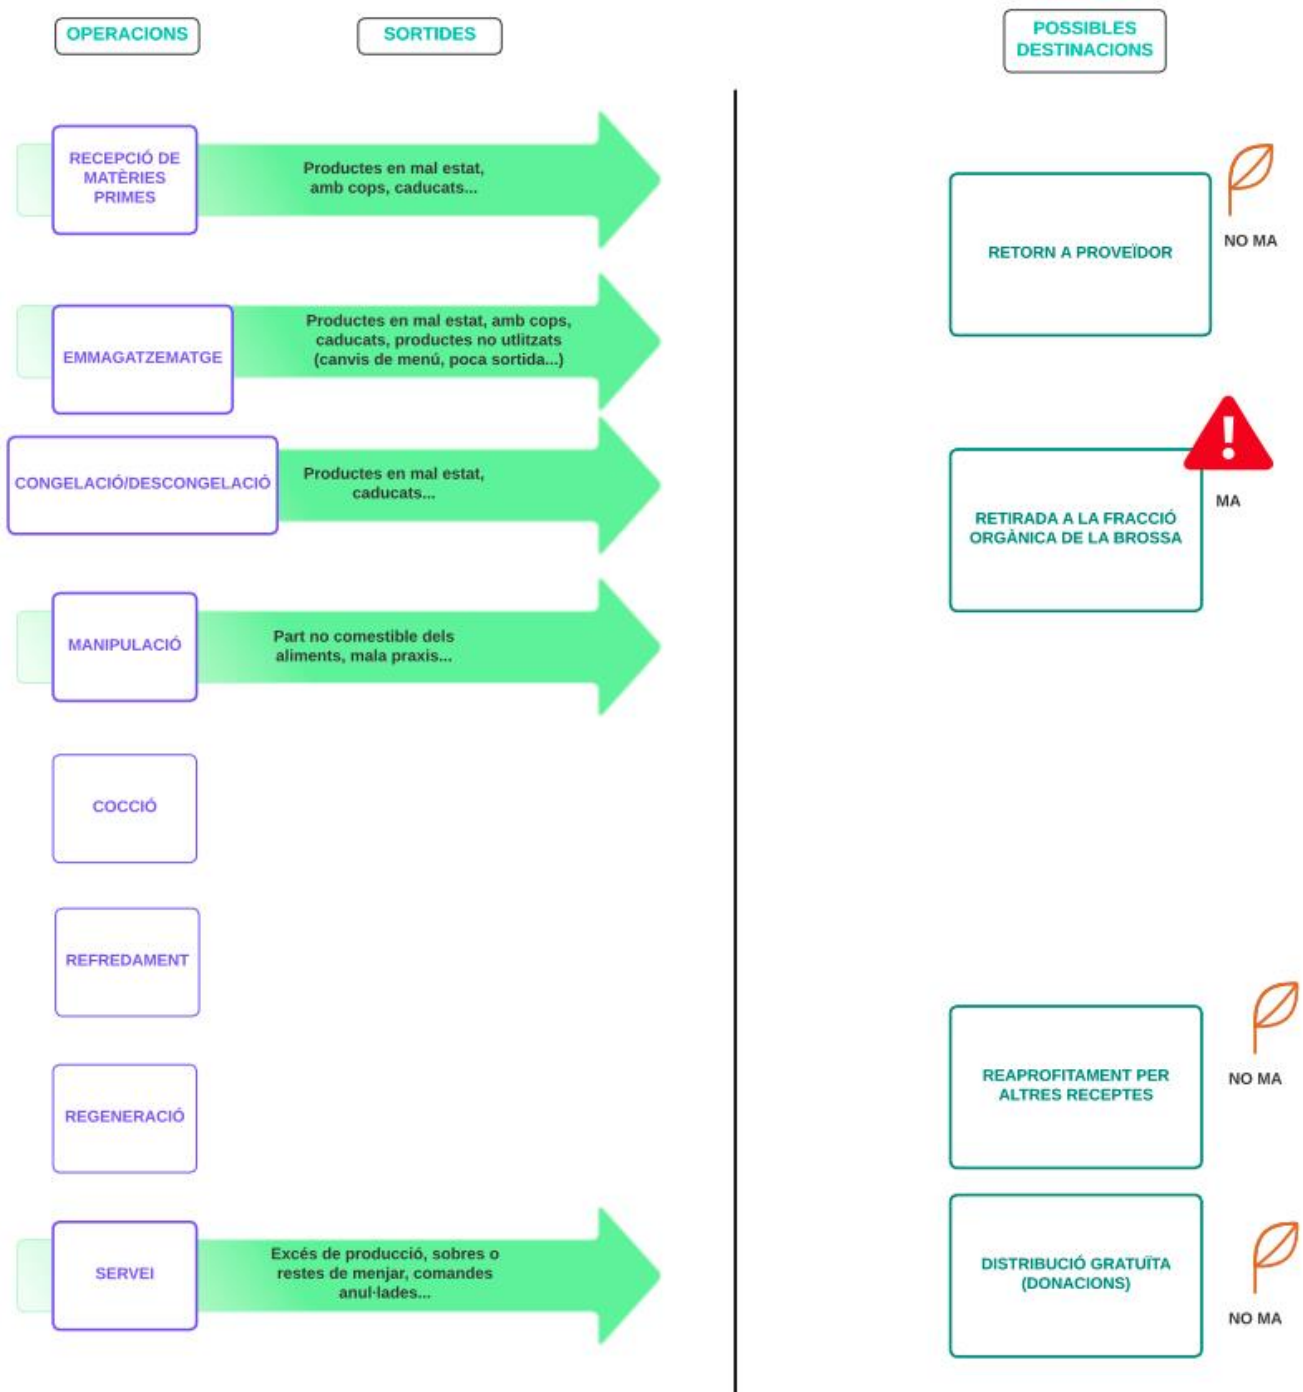 OPERACIONS
SORTIDES
POSSIBLES
DESTINACIONS
RECEPCIÓ DE
MATÈRIES
PRIMES
Productes en mal estat,
amb cops, caducats...
RETORN A PROVEÏDOR
NO MA
EMMAGATZEMATGE
Productes en mal estat, amb cops,
caducats, productes no utlitzats
(canvis de menú, poca sortida...)
CONGELACIÓ/DESCONGELACIÓ
Productes en mal estat,
caducats...
RETIRADA A LA FRACCIÓ
ORGÀNICA DE LA BROSSA
MA
MANIPULACIÓ
Part no comestible dels
aliments, mala praxis...
COCCIÓ
REFREDAMENT
REGENERACIÓ
REAPROFITAMENT PER
ALTRES RECEPTES
NO MA
SERVEI
Excés de producció, sobres o
restes de menjar, comandes
anul·lades...
DISTRIBUCIÓ GRATUÏTA
(DONACIONS)
NO MA